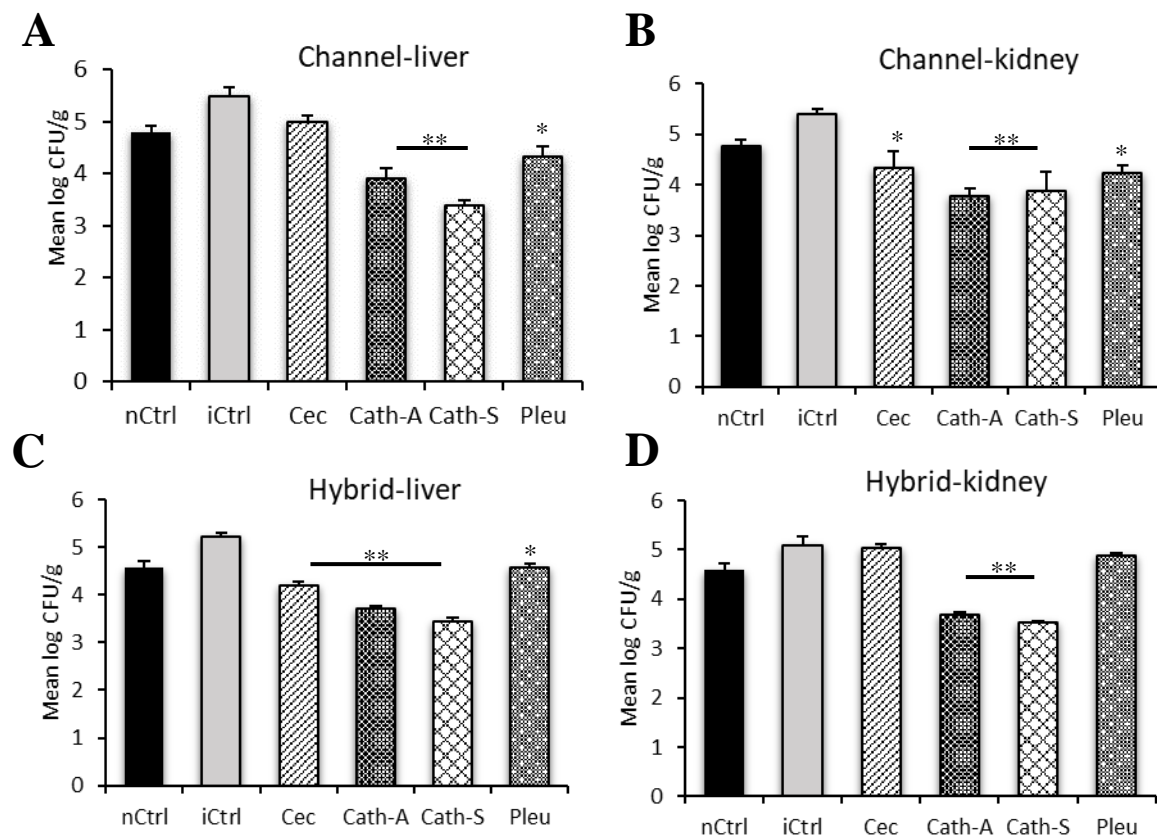 A
Channel-liver
Mean log CFU/g
6
5
4
3
2
1
0
**
*
nCtrl iCtrl Cec Cath-A Cath-S Pleu
B
Channel-kidney
Mean log CFU/g
6
5
4
3
2
1
0
*
**
*
nCtrl iCtrl Cec Cath-A Cath-S Pleu
C
Hybrid-liver
Mean log CFU/g
6
5
4
3
2
1
0
**
*
nCtrl iCtrl Cec Cath-A Cath-S Pleu
D
Hybrid-kidney
Mean log CFU/g
6
5
4
3
2
1
0
**
nCtrl iCtrl Cec Cath-A Cath-S Pleu